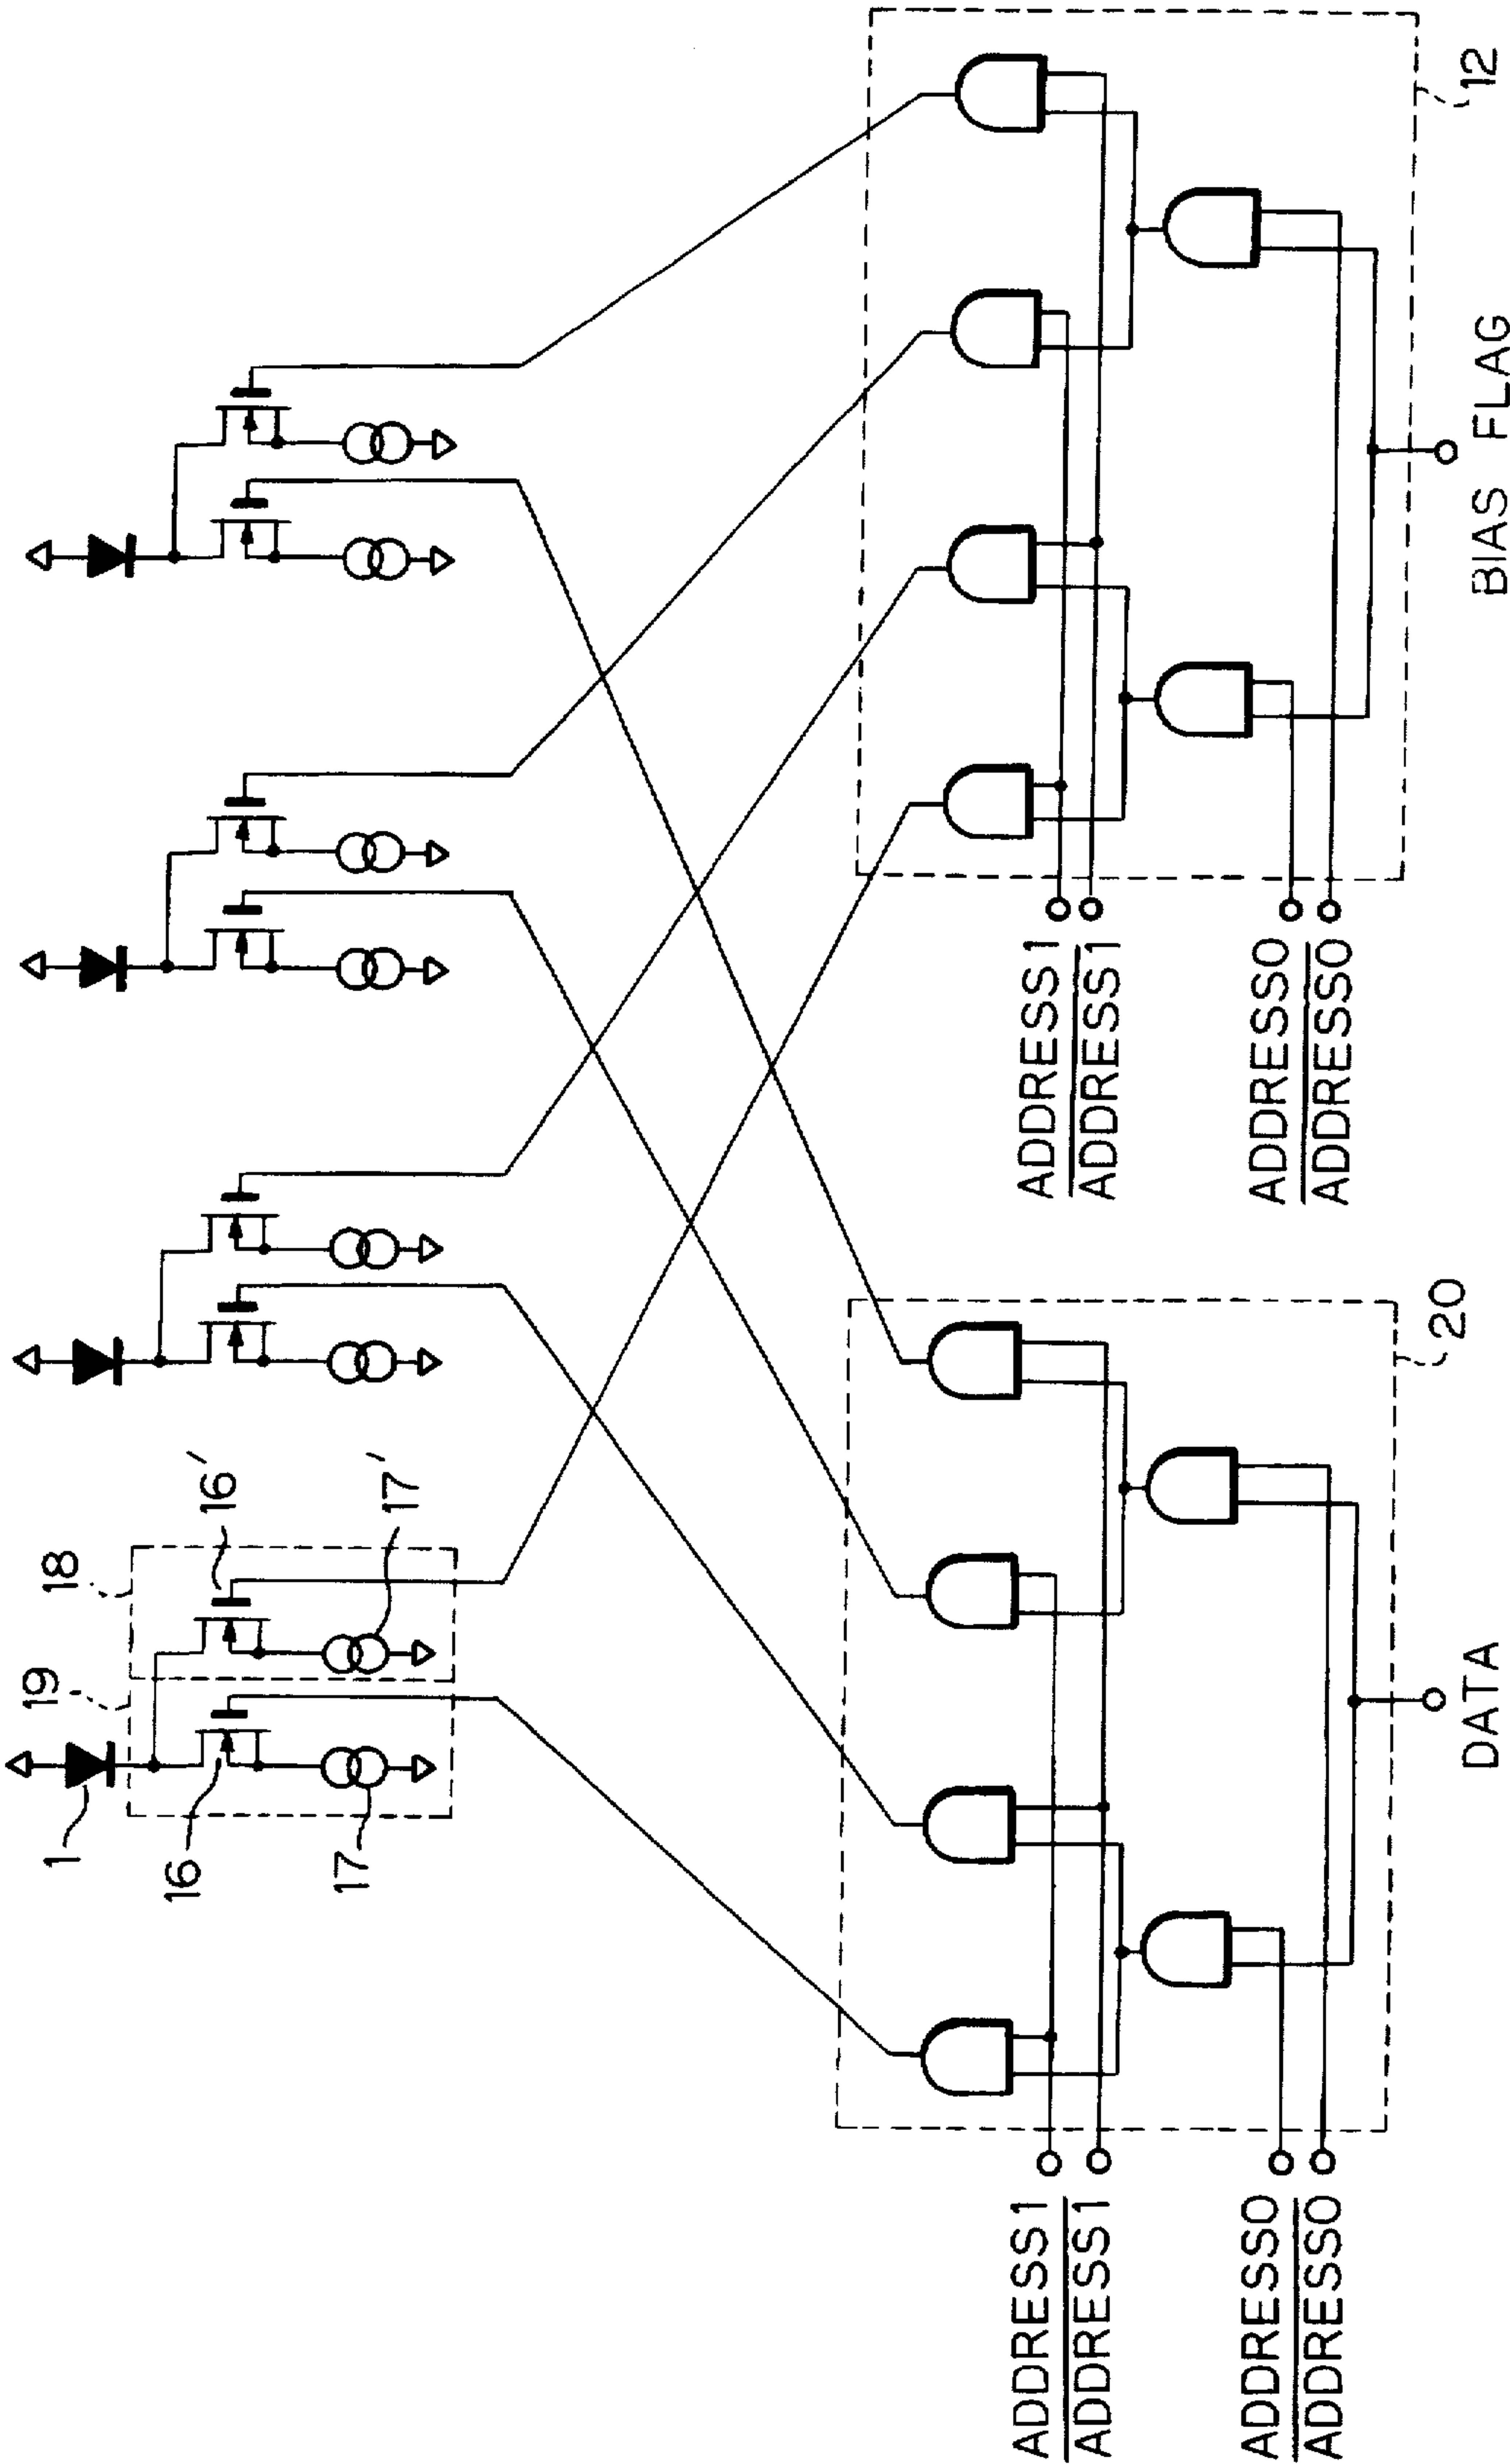 1
19
18
16
16'
17
17'
ADDRESS1
ADDRESS1
ADDRESS0
ADDRESS0
DATA
20
ADDRESS1
ADDRESS1
ADDRESS0
ADDRESS0
BIAS FLAG
12